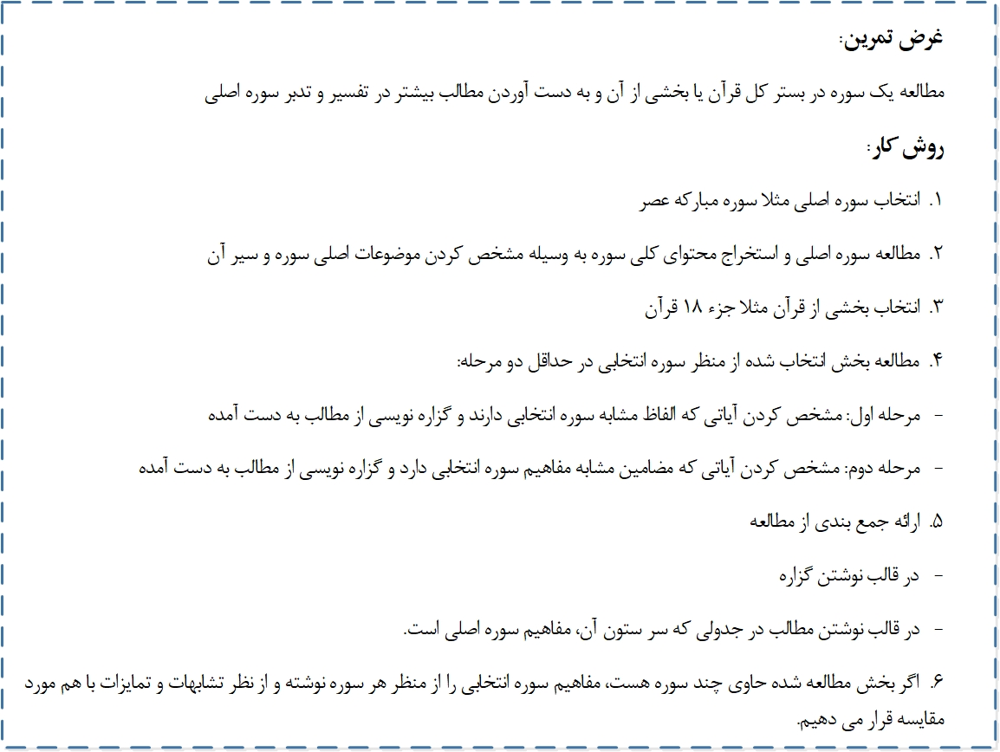 غرض تمرین:
مطالعه یک سوره در بستر کل قرآن یا بخشی از آن و به دست آوردن مطالب بیشتر در تفسیر و تدبر سوره اصلی
روش کار:
۱. انتخاب سوره اصلی مثلا سوره مبارکه عصر
۲. مطالعه سوره اصلی و استخراج محتوای کلی سوره به وسیله مشخص کردن موضوعات اصلی سوره و سیر آن
۳. انتخاب بخشی از قرآن مثلا جزء ۱۸ قرآن
۴. مطالعه بخش انتخاب شده از منظر سوره انتخابی در حداقل دو مرحله:
- مرحله اول: مشخص کردن آیاتی که الفاظ مشابه سوره انتخابی دارند و گزاره نویسی از مطالب به دست آمده
- مرحله دوم: مشخص کردن آیاتی که مضامین مشابه مفاهیم سوره انتخابی دارد و گزاره نویسی از مطالب به دست آمده
۵. ارائه جمع بندی از مطالعه
- در قالب نوشتن گزاره
- در قالب نوشتن مطالب در جدولی که سر ستون آن، مفاهیم سوره اصلی است.
۶. اگر بخش مطالعه شده حاوی چند سوره هست، مفاهیم سوره انتخابی را از منظر هر سوره نوشته و از نظر تشابهات و تمایزات با هم مورد
مقایسه قرار می دهیم.